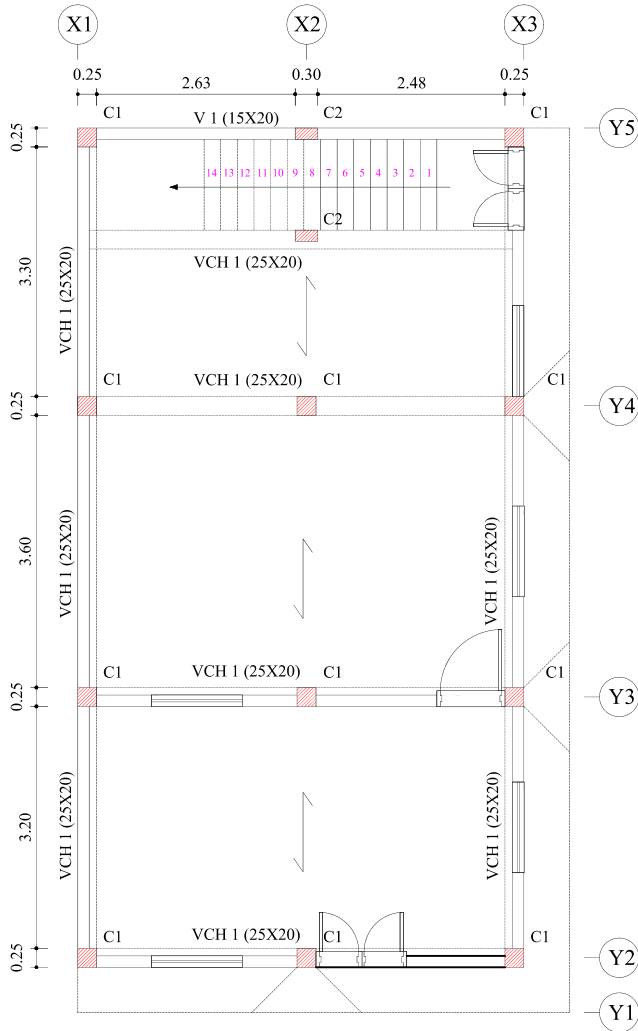 X1 X2 X3
0.25 2.63 0.30 2.48 0.25
C1 V 1 (15X20) C2 C1
Y5
0.25
14 13 12 11 10 9 8 7 6 5 4 3 2 1
C2
VCH 1 (25X20)
VCH 1 (25X20)
3.30
C1 VCH 1 (25X20) C1 C1
0.25
Y4
VCH 1 (25X20)
3.60
VCH 1 (25X20)
C1 VCH 1 (25X20) C1 C1
0.25
Y3
VCH 1 (25X20)
3.20
VCH 1 (25X20)
C1 VCH 1 (25X20) C1 C1
0.25
Y2
Y1